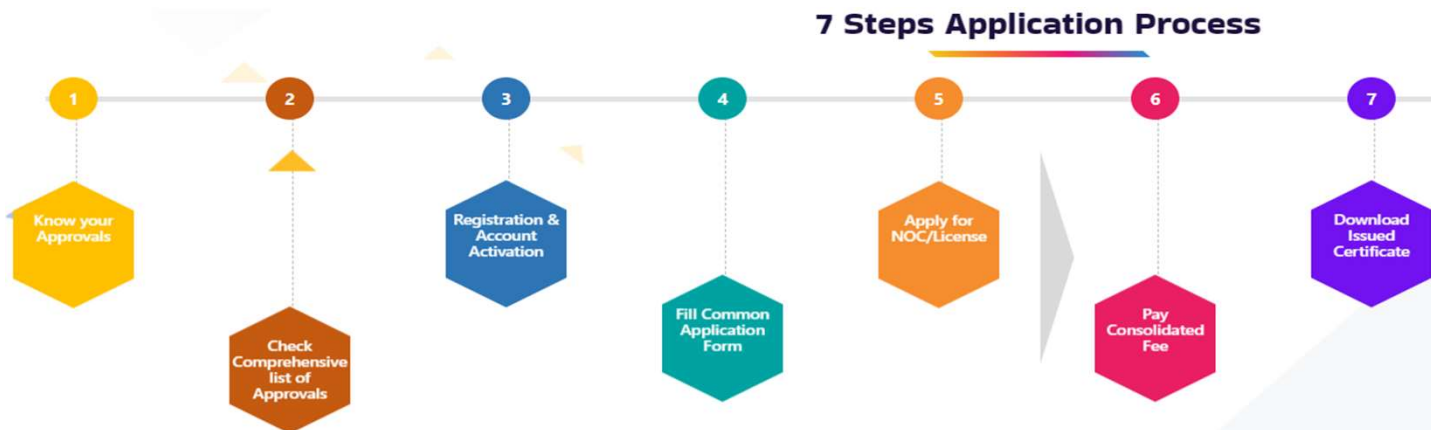 7 Steps Application Process
1
2
3
4
5
6
7
Know your
Approvals
Check
Comprehensive
list of
Approvals
Registration &
Account
Activation
Fill Common
Application
Form
Apply for
NOC/License
Pay
Consolidated
Fee
Download
Issued
Certificate